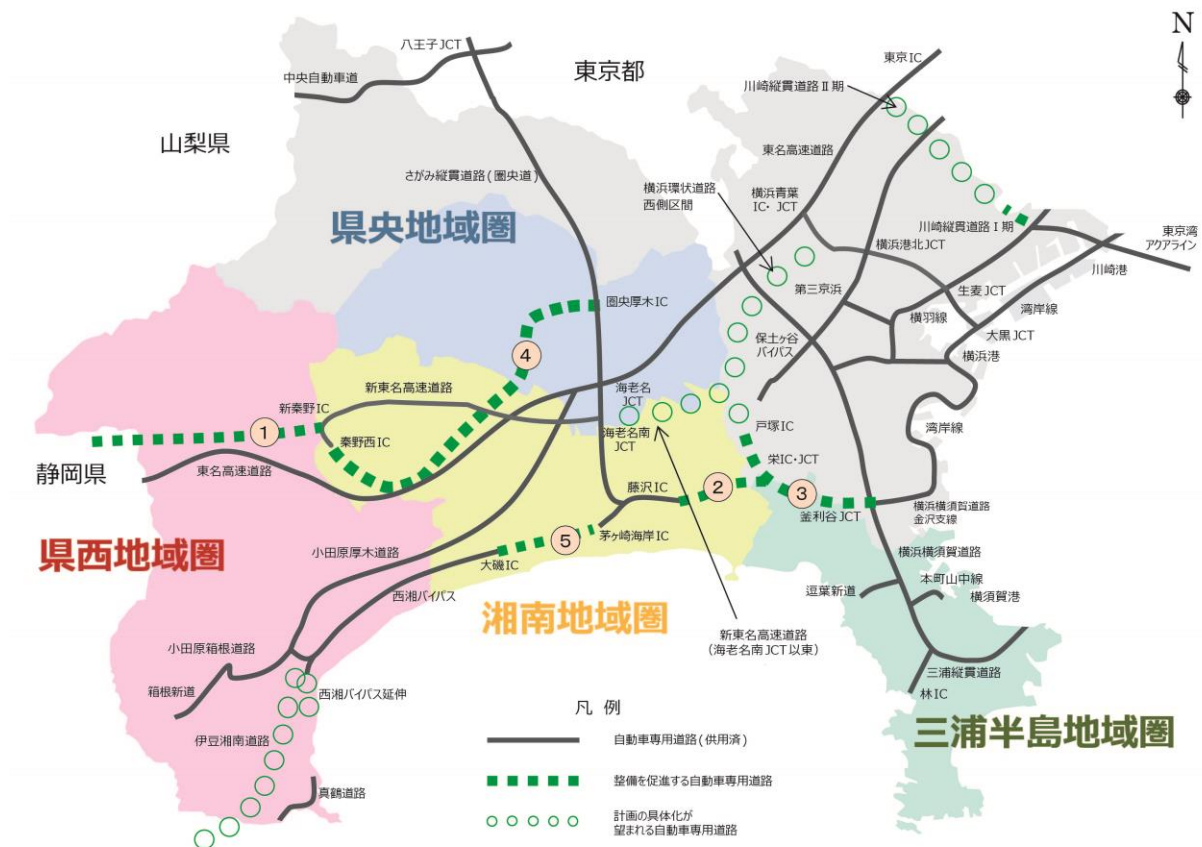 N
八王子JCT
東京都
東京IC
中央自動車道
川崎縦貫道路Ⅱ期
山梨県
東名高速道路
さがみ縦貫道路(圏央道)
横浜環状道路
西側区間
横浜青葉
IC・JCT
県央地域圏
川崎縦貫道路Ⅰ期
東京湾
アクアライン
横浜港北JCT
川崎港
第三京浜
生麦JCT
圏央厚木IC
湾岸線
横羽線
大黒JCT
保土ヶ谷
バイパス
横浜港
4
新東名高速道路
海老名
JCT
新秦野IC
1
戸塚IC
海老名南
JCT
湾岸線
秦野西IC
静岡県
東名高速道路
栄IC・JCT
藤沢IC
2
3
釜利谷JCT
横浜横須賀道路
金沢支線
県西地域圏
小田原厚木道路
5
茅ヶ崎海岸IC
横浜横須賀道路
大磯IC
本町山中線
逗葉新道
横須賀港
西湘バイパス
湘南地域圏
新東名高速道路
(海老名南JCT以東)
小田原箱根道路
三浦縦貫道路
箱根新道
西湘バイパス延伸
林IC
凡 例
三浦半島地域圏
伊豆湘南道路
自動車専用道路(供用済)
整備を促進する自動車専用道路
真鶴道路
計画の具体化が
望まれる自動車専用道路